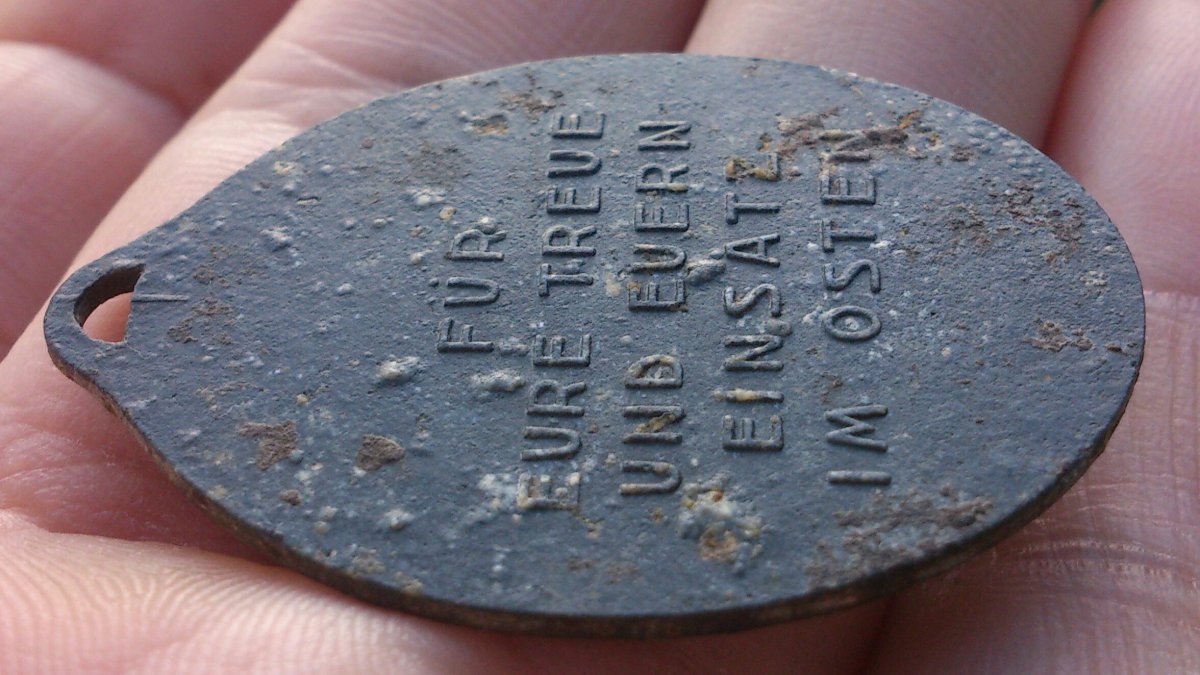 FÜR
EURE TREUE
UND EUERN
EINSATZ
IM OSTEN